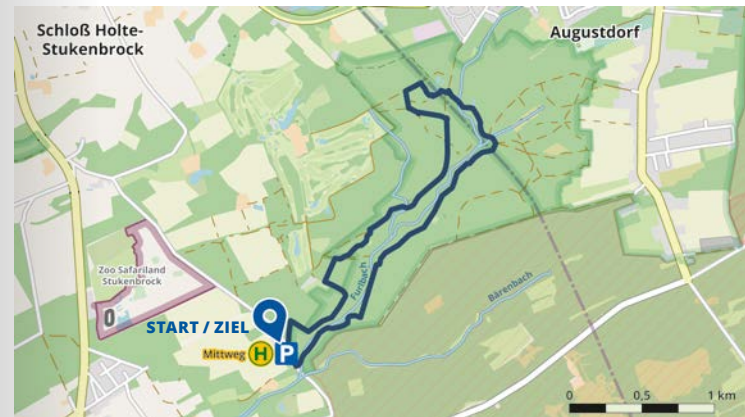 Schloß Holte-
Stukenbrock
Augustdorf
Zoo Safariland
Stukenbrock
START / ZIEL
Mittweg H P
Furlbach
Bärenbach
0 0,5 1 km